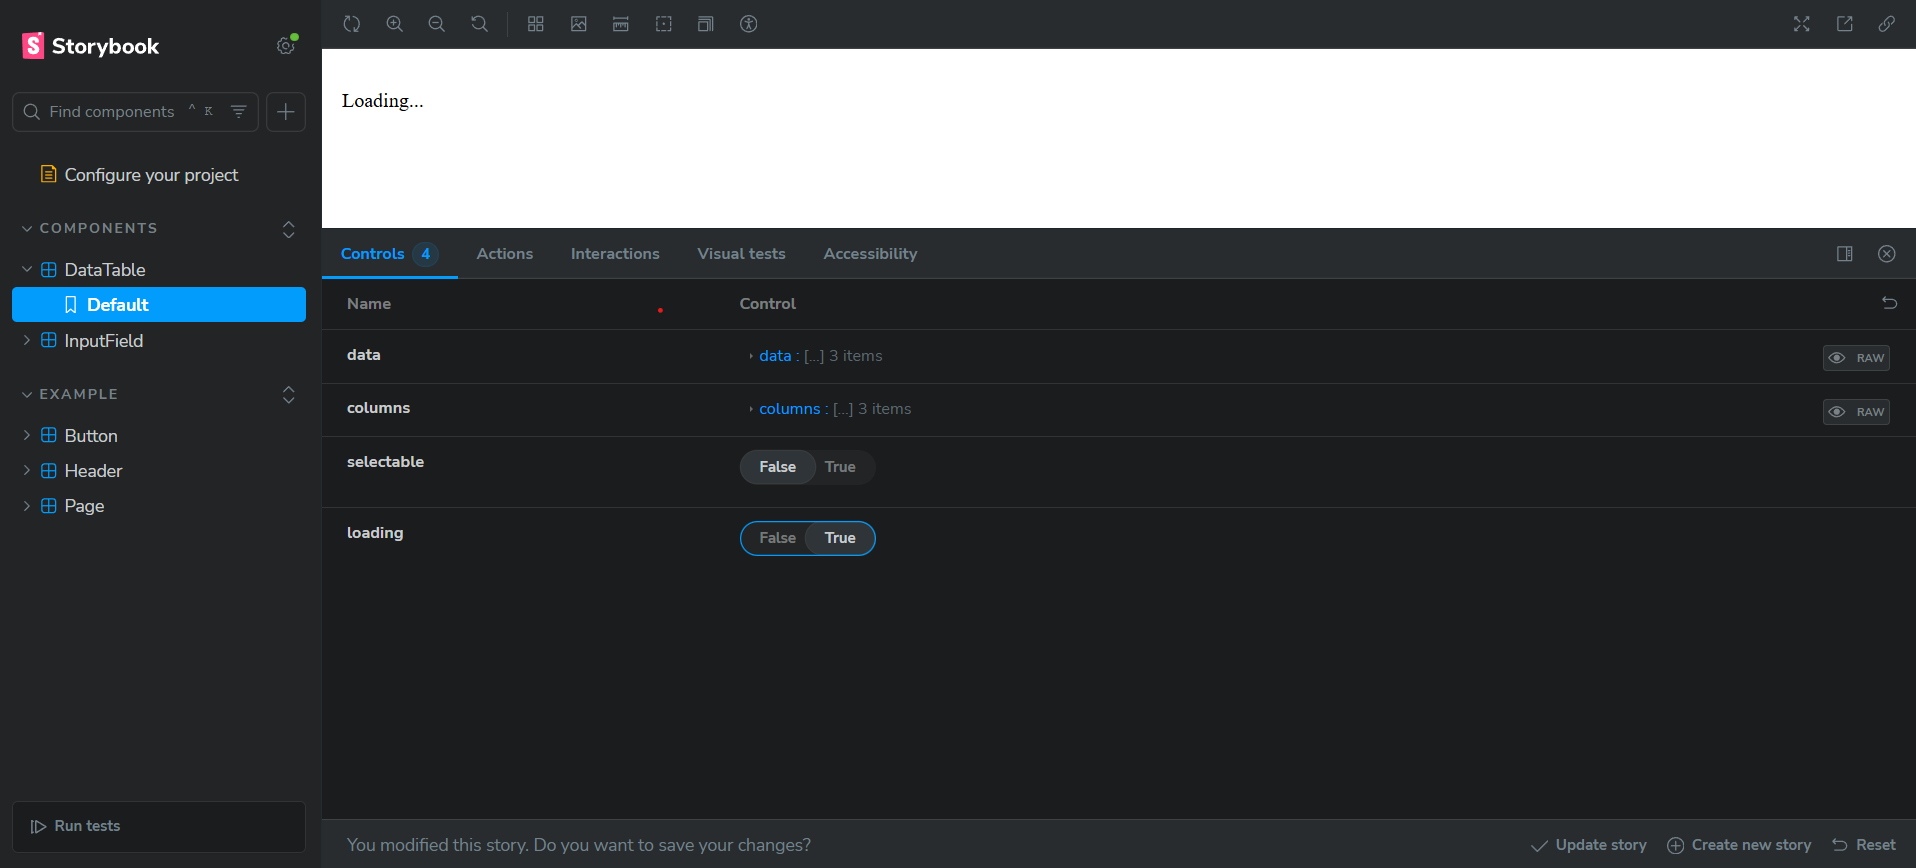 Storybook
Find components ^ K
Configure your project
COMPONENTS
DataTable
Default
InputField
EXAMPLE
Button
Header
Page
Run tests
Loading...
Controls 4 Actions Interactions Visual tests Accessibility
Name Control
data data : [...] 3 items RAW
columns columns : [...] 3 items RAW
selectable False True
loading False True
You modified this story. Do you want to save your changes? Update story Create new story Reset